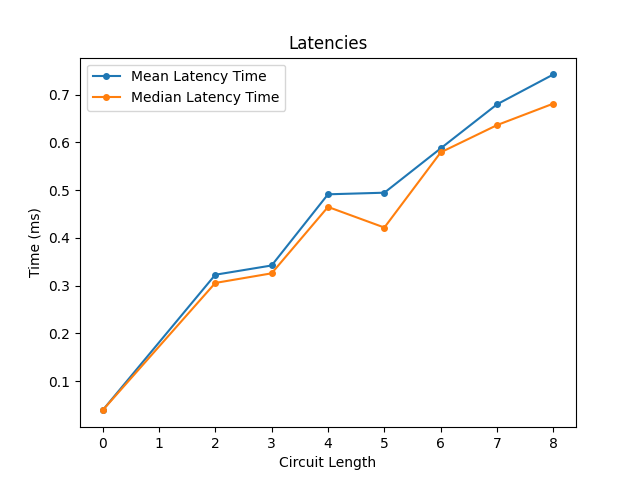 Latencies
Mean Latency Time
Median Latency Time
Time (ms)
0.7
0.6
0.5
0.4
0.3
0.2
0.1
0 1 2 3 4 5 6 7 8
Circuit Length